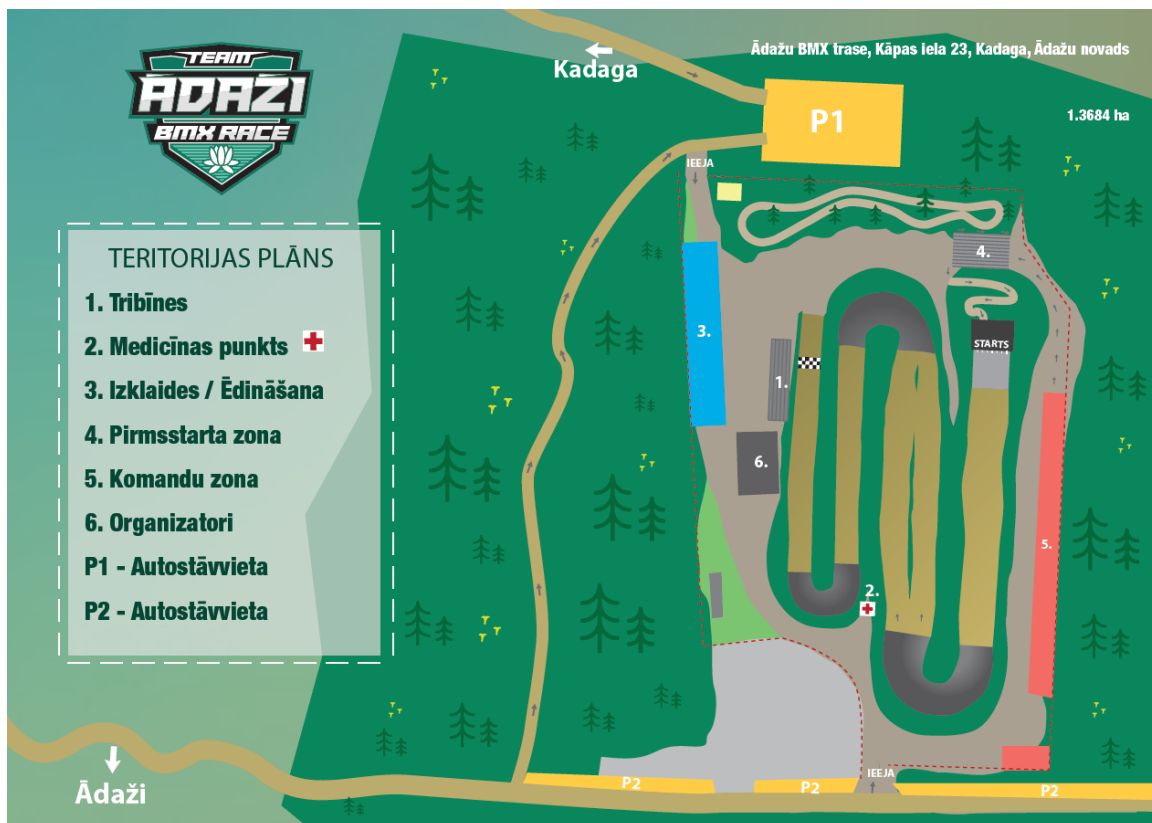 TEAM
ĀDAŽI
BMX RACE
Kadaga
Ādažu BMX trase, Kāpas iela 23, Kadaga, Ādažu novads
1.3684 ha
P1
IEEJA
TERITORIJAS PLĀNS
1. Tribīnes
2. Medicīnas punkts
3. Izklaides / Ēdināšana
4. Pirmsstarta zona
5. Komandu zona
6. Organizatori
P1 - Autostāvvieta
P2 - Autostāvvieta
4.
3.
STARTS
1.
6.
5.
2.
IEEJA
P2
P2
P2
Ādaži